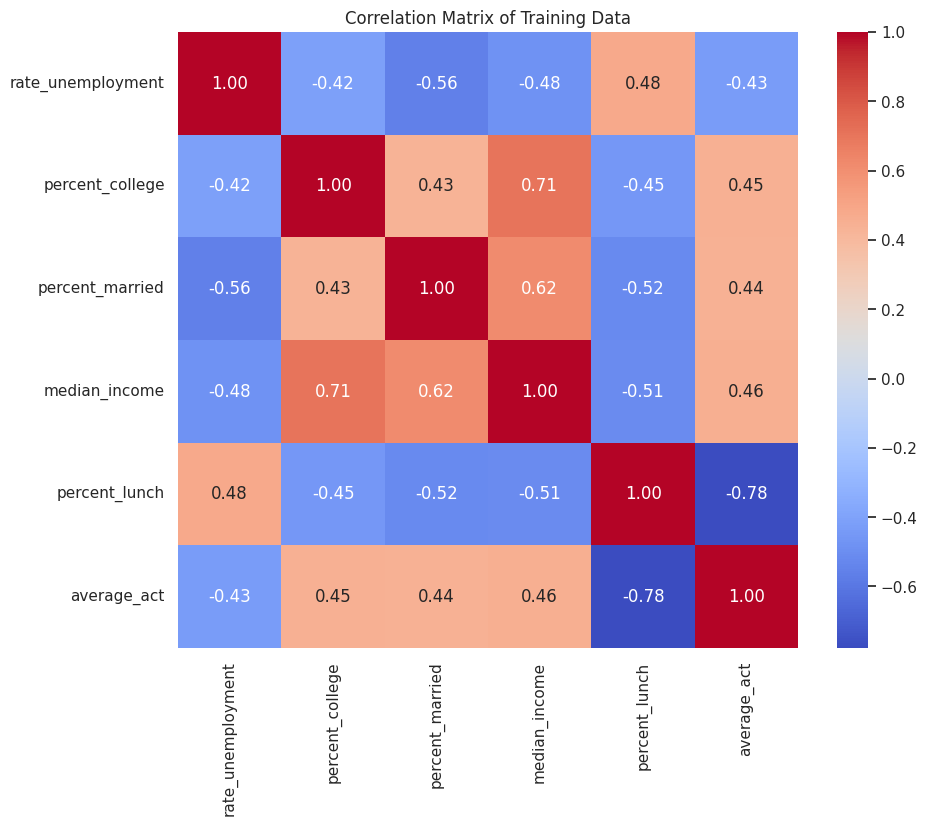 Correlation Matrix of Training Data
rate_unemployment 1.00 -0.42 -0.56 -0.48 0.48 -0.43
percent_college -0.42 1.00 0.43 0.71 -0.45 0.45
percent_married -0.56 0.43 1.00 0.62 -0.52 0.44
median_income -0.48 0.71 0.62 1.00 -0.51 0.46
percent_lunch 0.48 -0.45 -0.52 -0.51 1.00 -0.78
average_act -0.43 0.45 0.44 0.46 -0.78 1.00
rate_unemployment
percent_college
percent_married
median_income
percent_lunch
average_act
1.0
0.8
0.6
0.4
0.2
0.0
−0.2
−0.4
−0.6